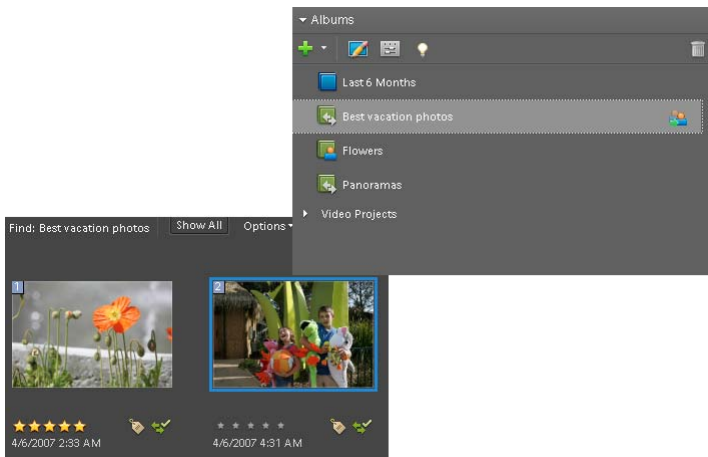 Albums
Last 6 Months
Best vacation photos
Flowers
Panoramas
Video Projects
Find: Best vacation photos Show All Options
1 2
4/6/2007 2:33 AM 4/6/2007 4:31 AM